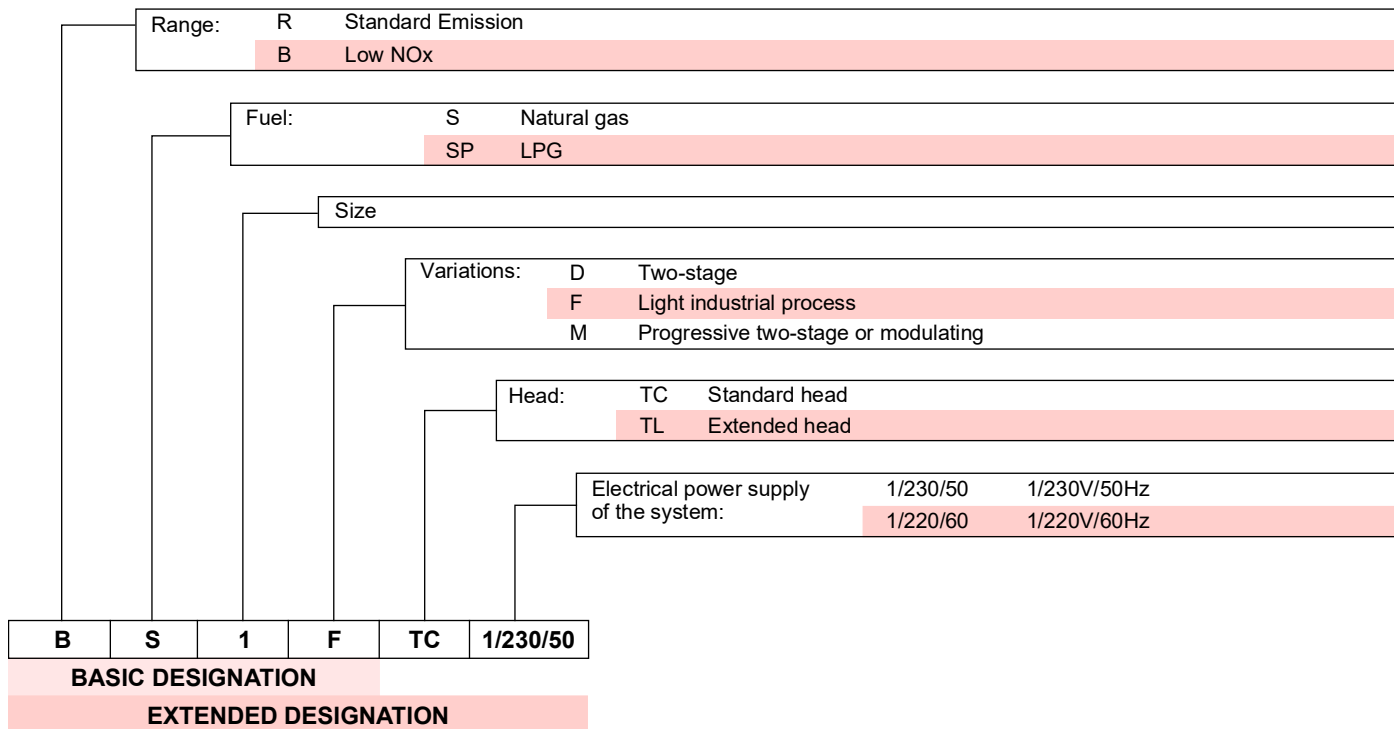 Range: R Standard Emission
B Low NOx
Fuel: S Natural gas
SP LPG
Size
Variations: D Two-stage
F Light industrial process
M Progressive two-stage or modulating
Head: TC Standard head
TL Extended head
Electrical power supply 1/230/50 1/230V/50Hz
of the system: 1/220/60 1/220V/60Hz
B S 1 F TC 1/230/50
BASIC DESIGNATION
EXTENDED DESIGNATION